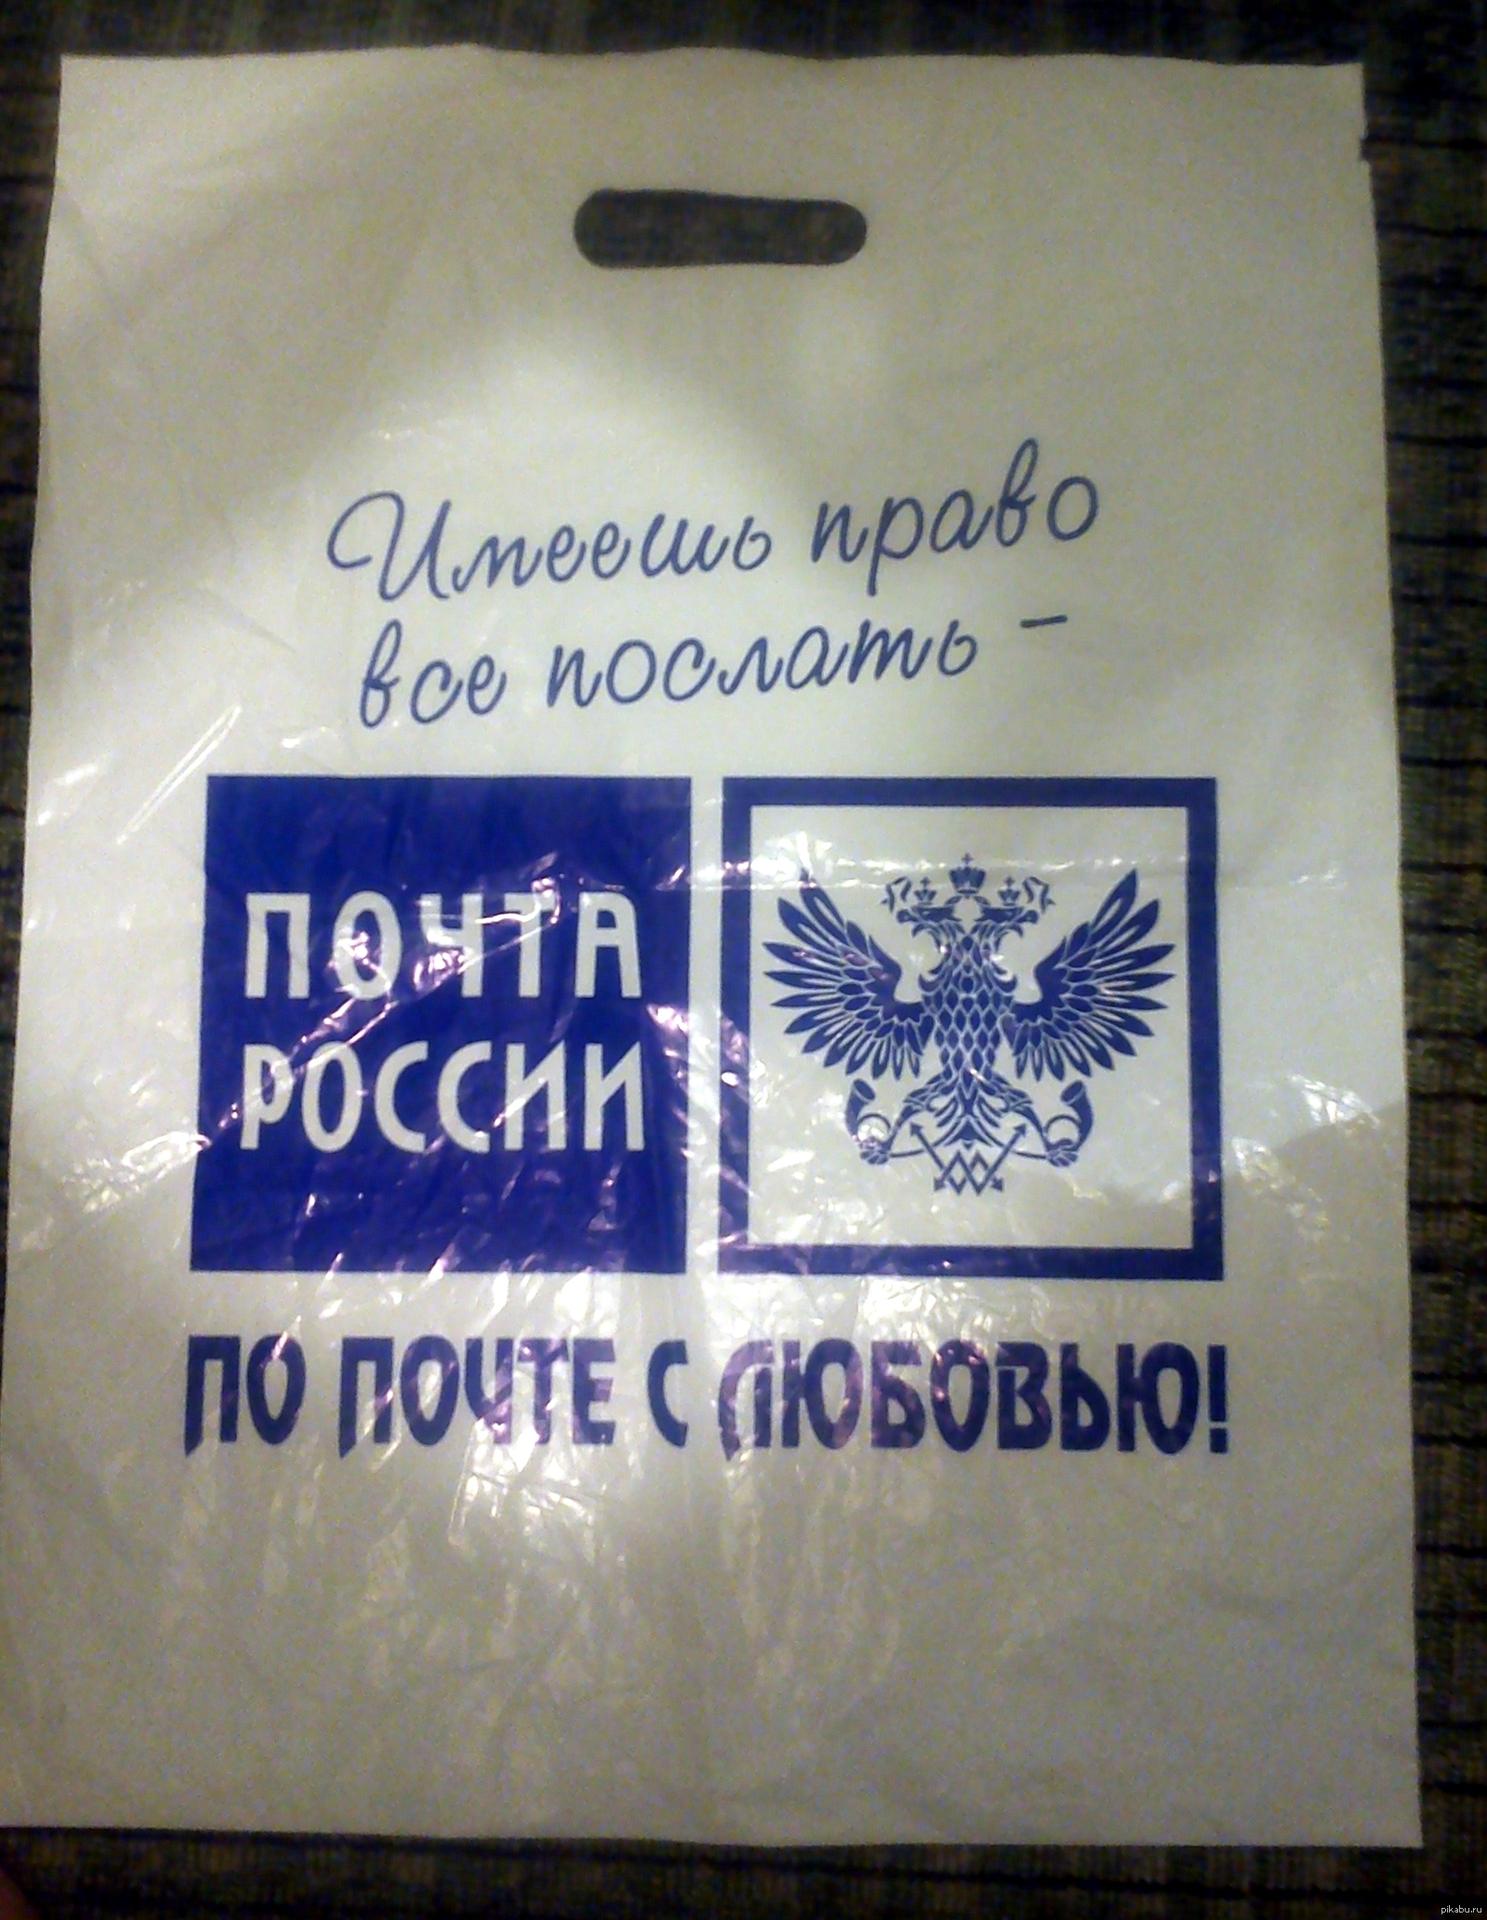 Имеешь право
все послать –
ПОЧТА
РОССИИ
ПО ПОЧТЕ С ЛЮБОВЬЮ!
pikabu.ru